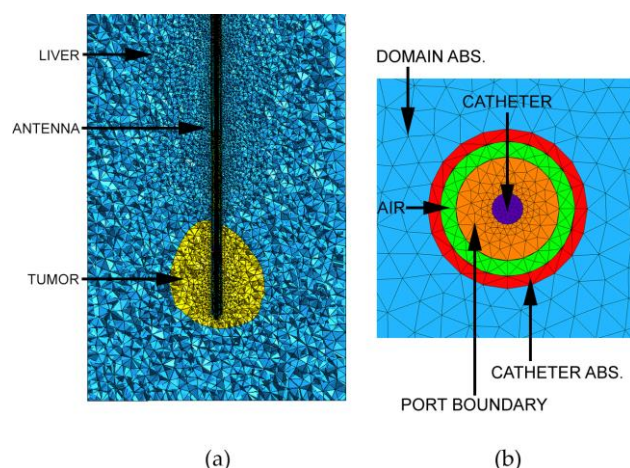 LIVER
ANTENNA
TUMOR
(a)
DOMAIN ABS.
CATHETER
AIR
CATHETER ABS.
PORT BOUNDARY
(b)